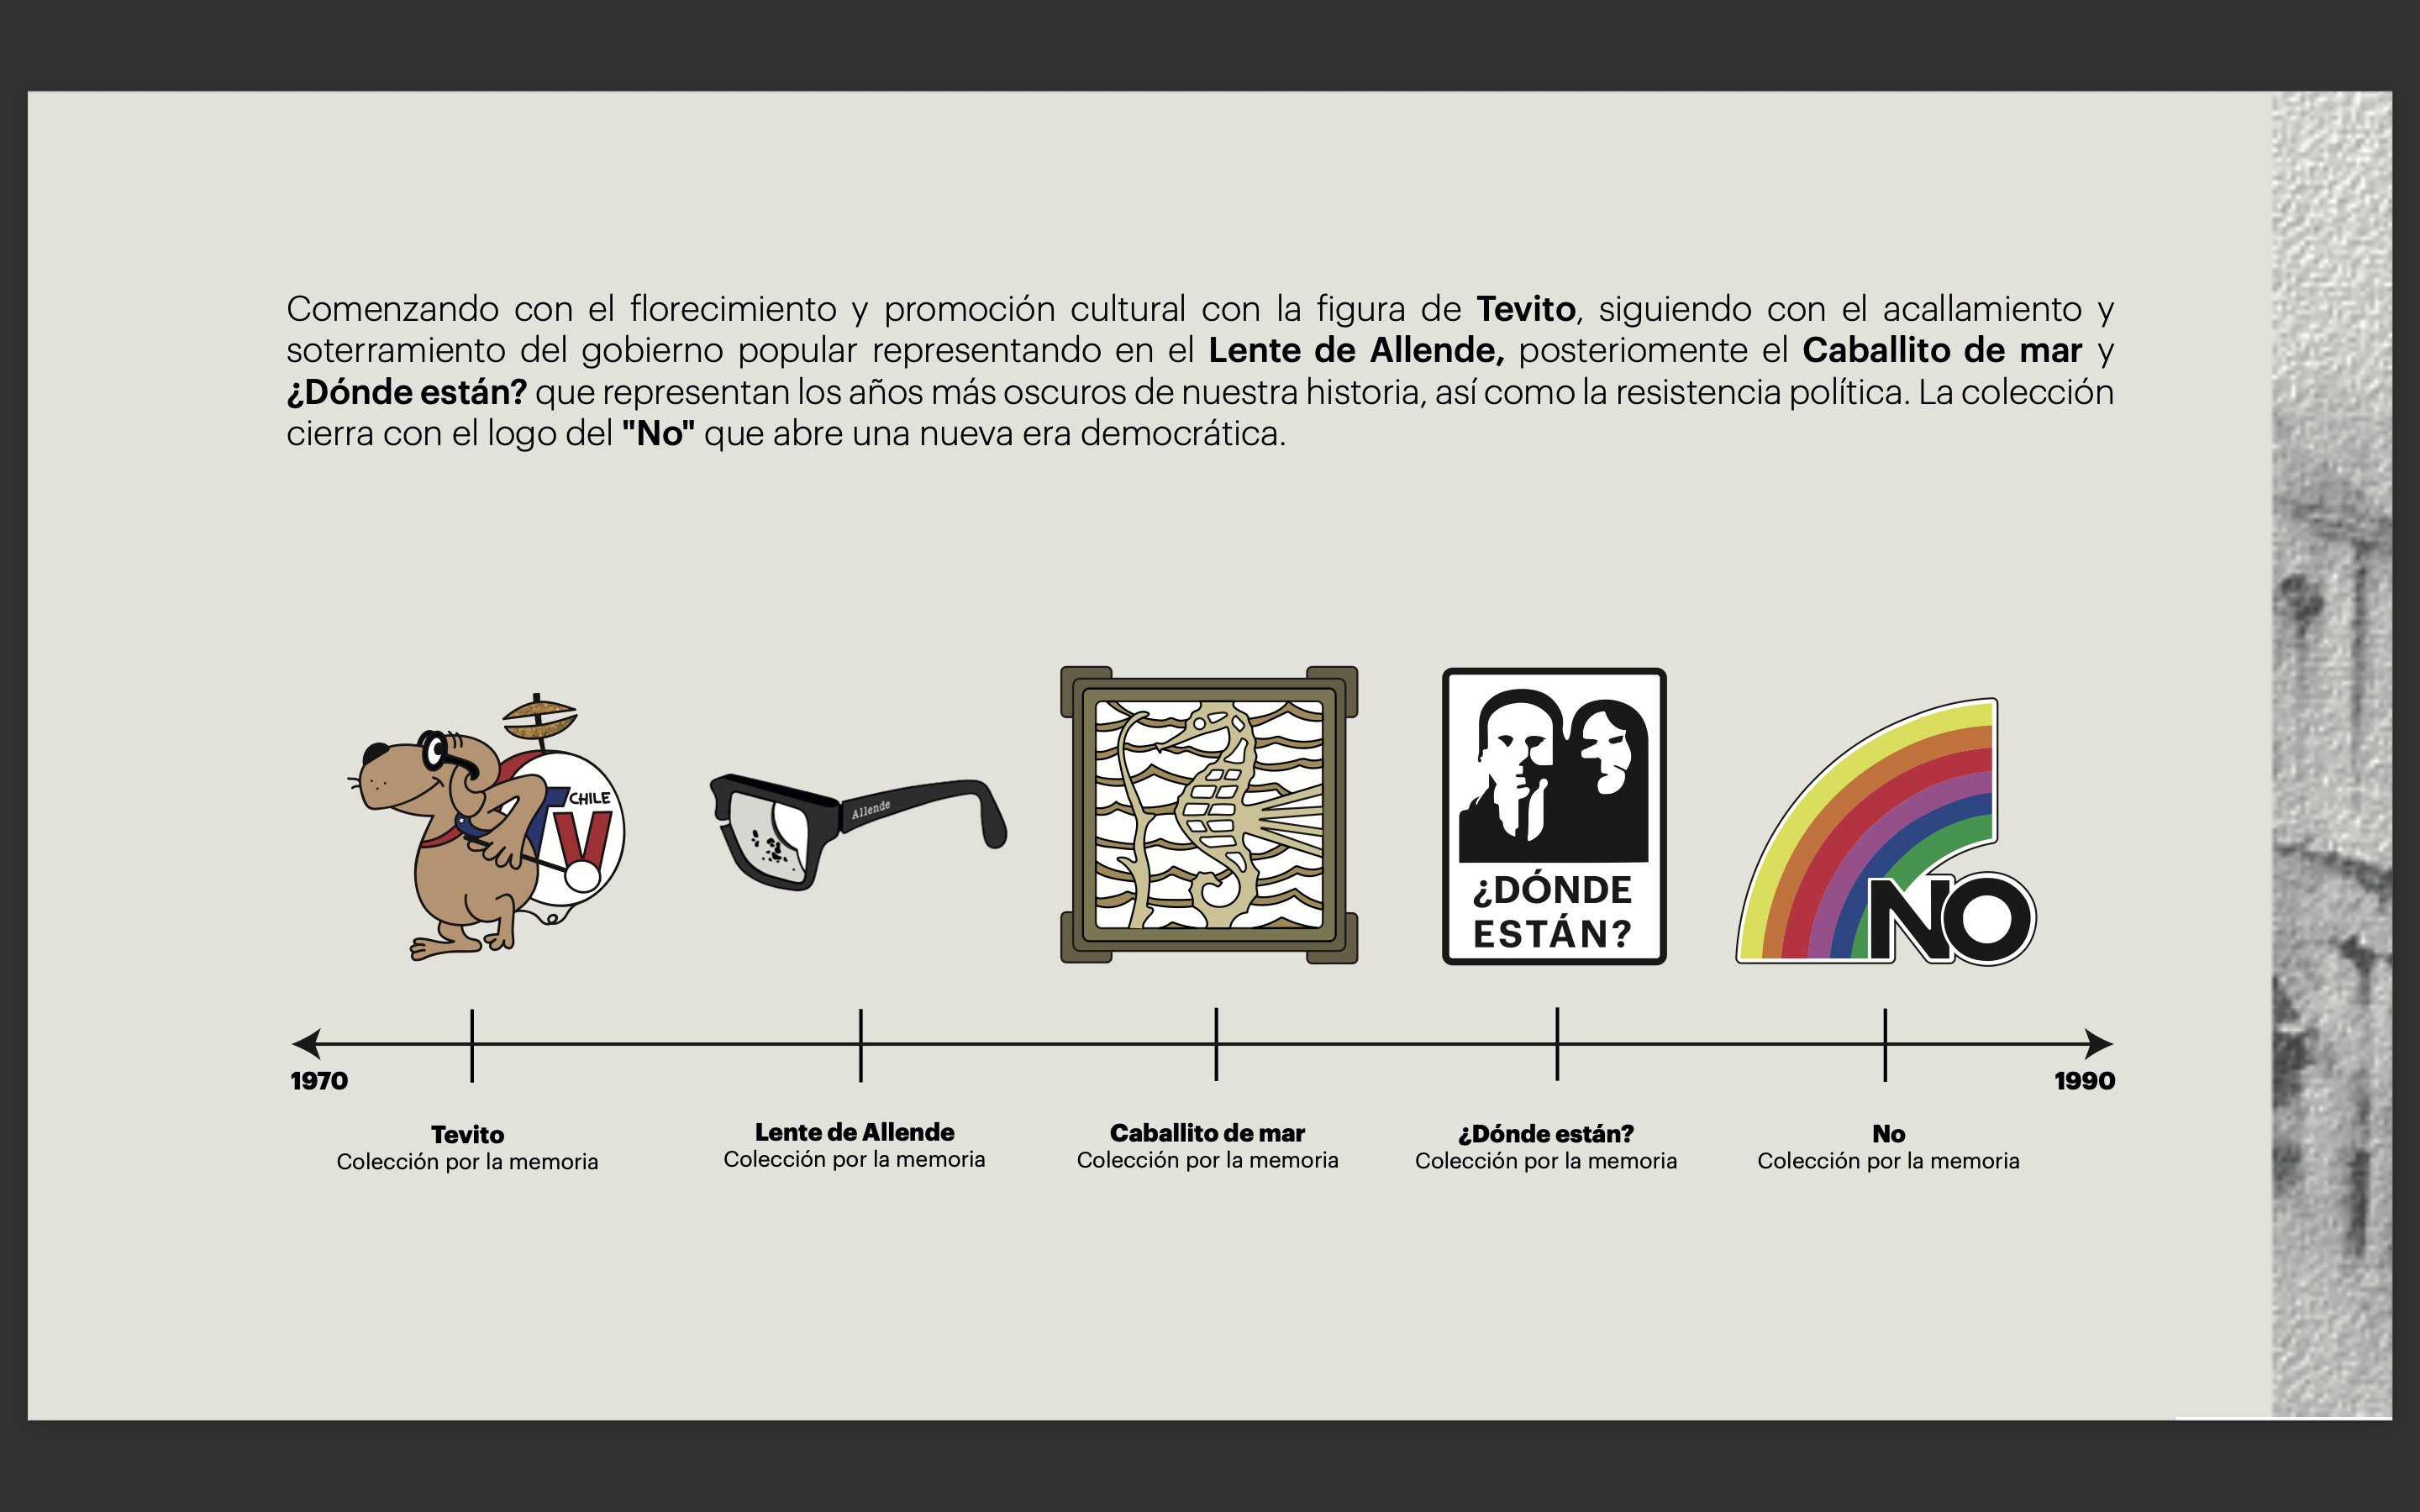 Comenzando con el florecimiento y promoción cultural con la figura de Tevito, siguiendo con el acallamiento y
soterramiento del gobierno popular representando en el Lente de Allende, posteriomente el Caballito de mar y
¿Dónde están? que representan los años más oscuros de nuestra historia, así como la resistencia política. La colección
cierra con el logo del "No" que abre una nueva era democrática.
CHILE
TV
Allende
¿DÓNDE
ESTÁN?
NO
1970
1990
Tevito
Colección por la memoria
Lente de Allende
Colección por la memoria
Caballito de mar
Colección por la memoria
¿Dónde están?
Colección por la memoria
No
Colección por la memoria